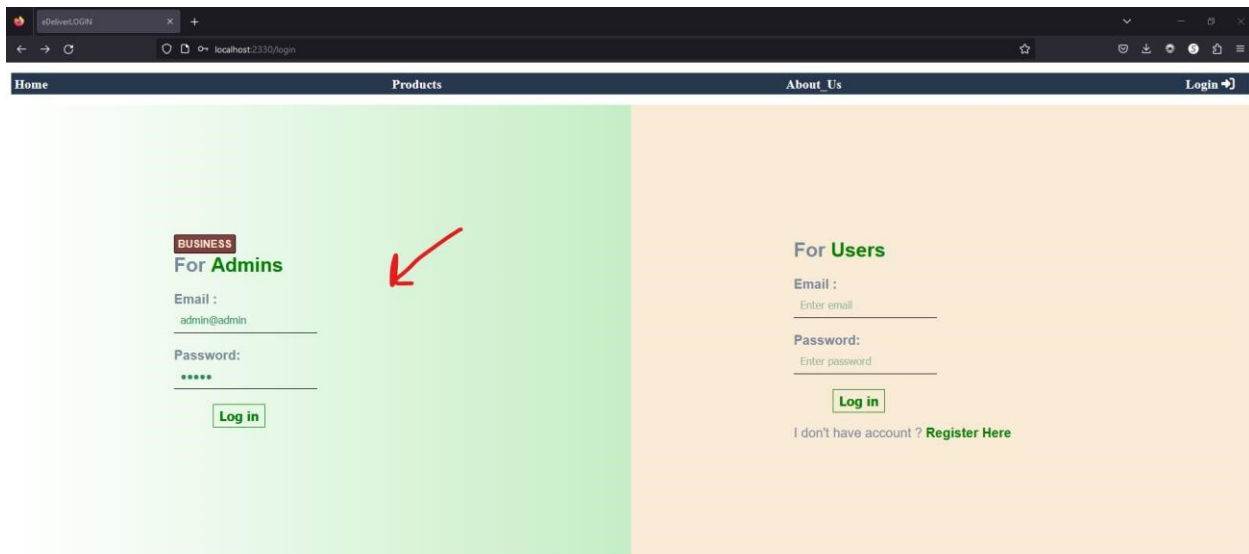 eDeliver:LOGIN
localhost:2330/login
Home Products About_Us Login
BUSINESS
For Admins
Email :
admin@admin
Password:
Log in
For Users
Email :
Enter email
Password:
Enter password
Log in
I don't have account ? Register Here